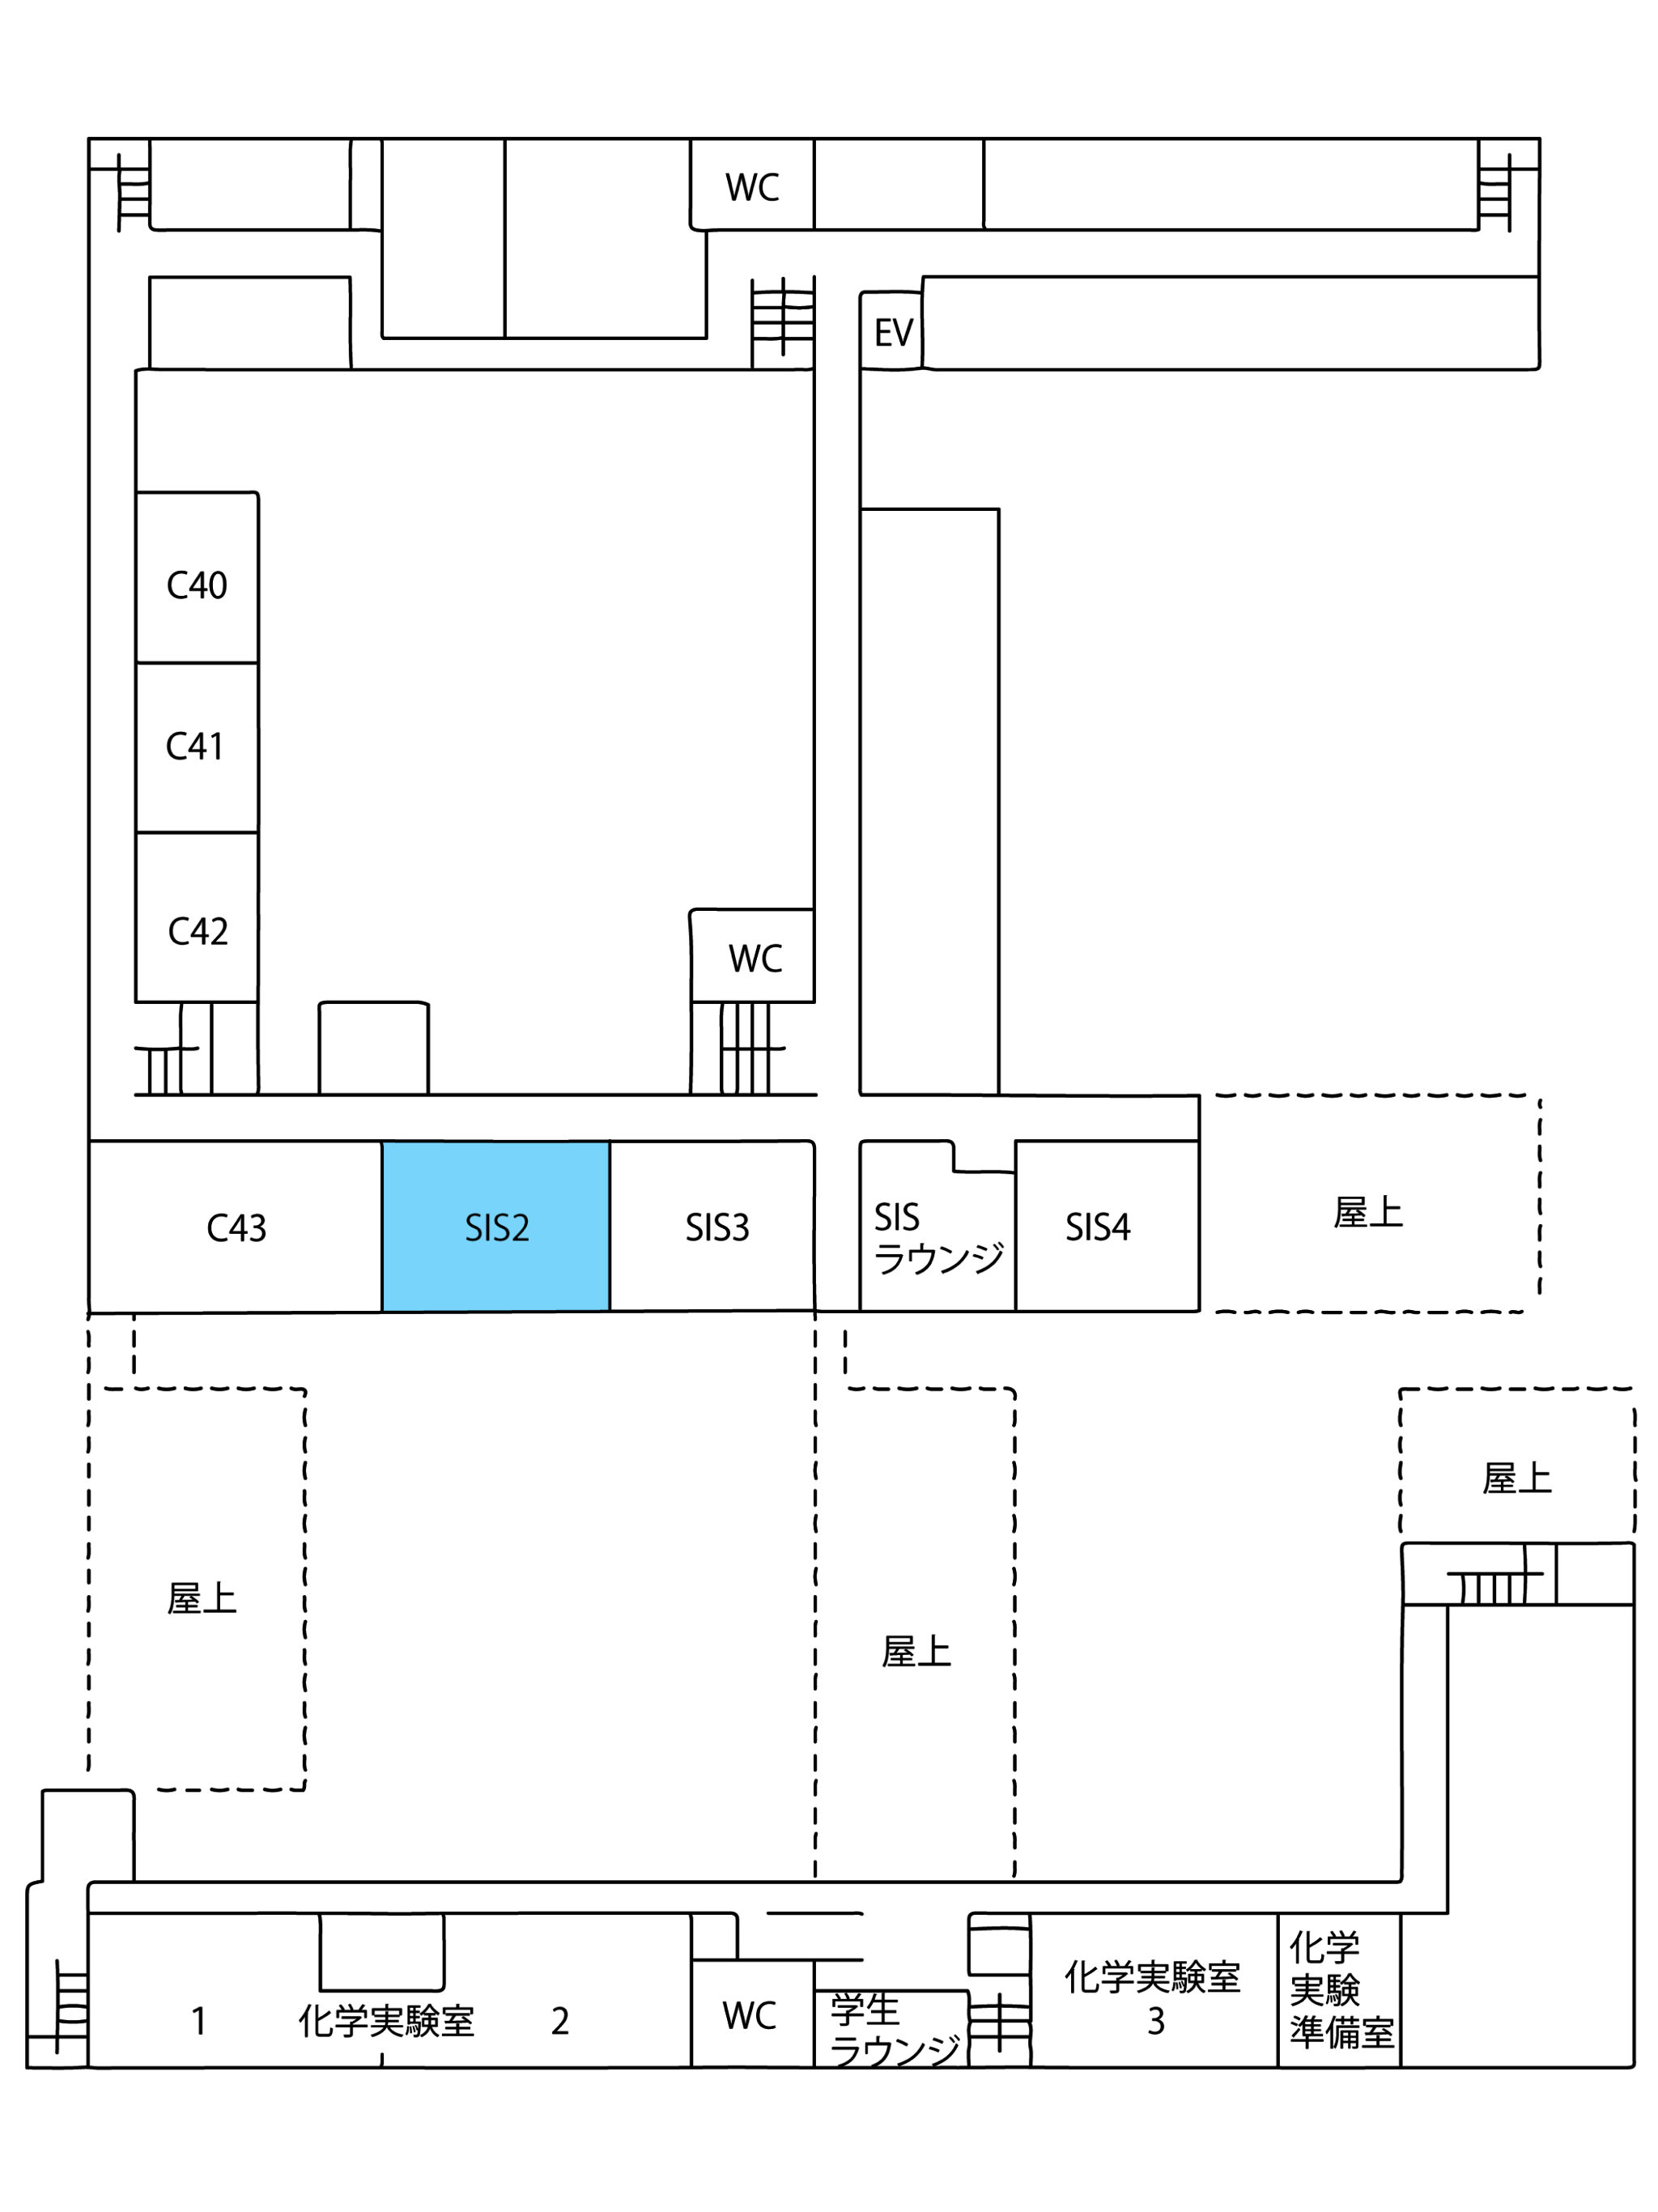 WC
EV
C40
C41
C42
WC
C43
SIS2
SIS3
SIS
ラウンジ
SIS4
屋上
屋上
屋上
屋上
1
化学実験室
2
WC
学生
ラウンジ
化学実験室
3
化学
実験
準備室